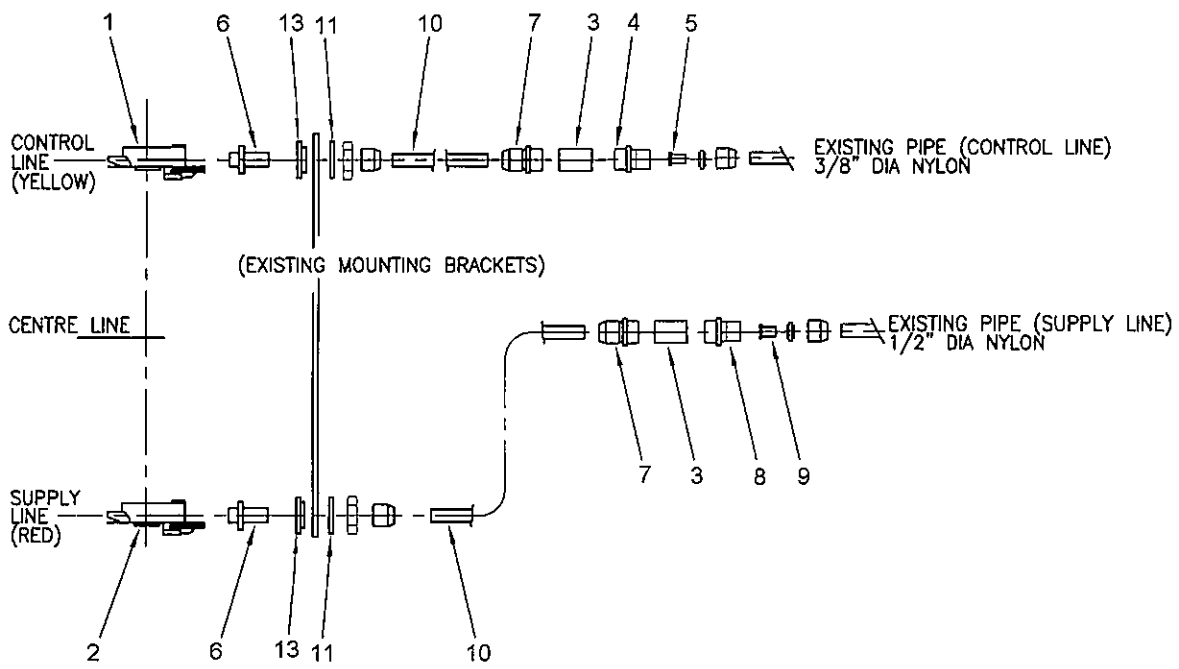 1 6 13 11 10 7 3 4 5
CONTROL
LINE
(YELLOW)
EXISTING PIPE (CONTROL LINE)
3/8" DIA NYLON
(EXISTING MOUNTING BRACKETS)
CENTRE LINE
EXISTING PIPE (SUPPLY LINE)
1/2" DIA NYLON
7 3 8 9
SUPPLY
LINE
(RED)
2 6 13 11 10